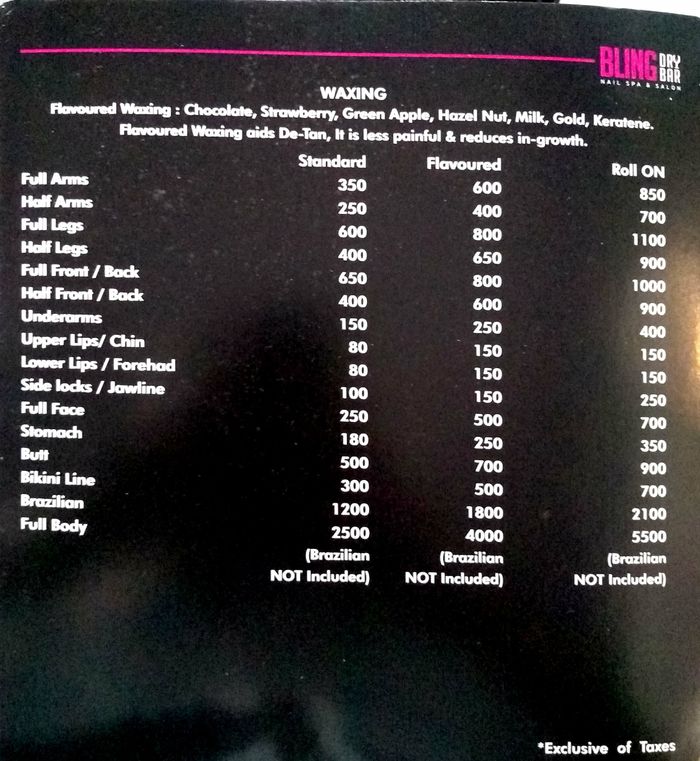 BLING DRY BAR
NAIL SPA & SALON
WAXING
Flavoured Waxing : Chocolate, Strawberry, Green Apple, Hazel Nut, Milk, Gold, Keratene.
Flavoured Waxing aids De-Tan, It is less painful & reduces in-growth.
Standard Flavoured Roll ON
Full Arms 350 600 850
Half Arms 250 400 700
Full Legs 600 800 1100
Half Legs 400 650 900
Full Front / Back 650 800 1000
Half Front / Back 400 600 900
Underarms 150 250 400
Upper Lips/ Chin 80 150 150
Lower Lips / Forehad 80 150 150
Side locks / Jawline 100 150 250
Full Face 250 500 700
Stomach 180 250 350
Butt 500 700 900
Bikini Line 300 500 700
Brazilian 1200 1800 2100
Full Body 2500 4000 5500
(Brazilian (Brazilian (Brazilian
NOT Included) NOT Included) NOT Included)
*Exclusive of Taxes